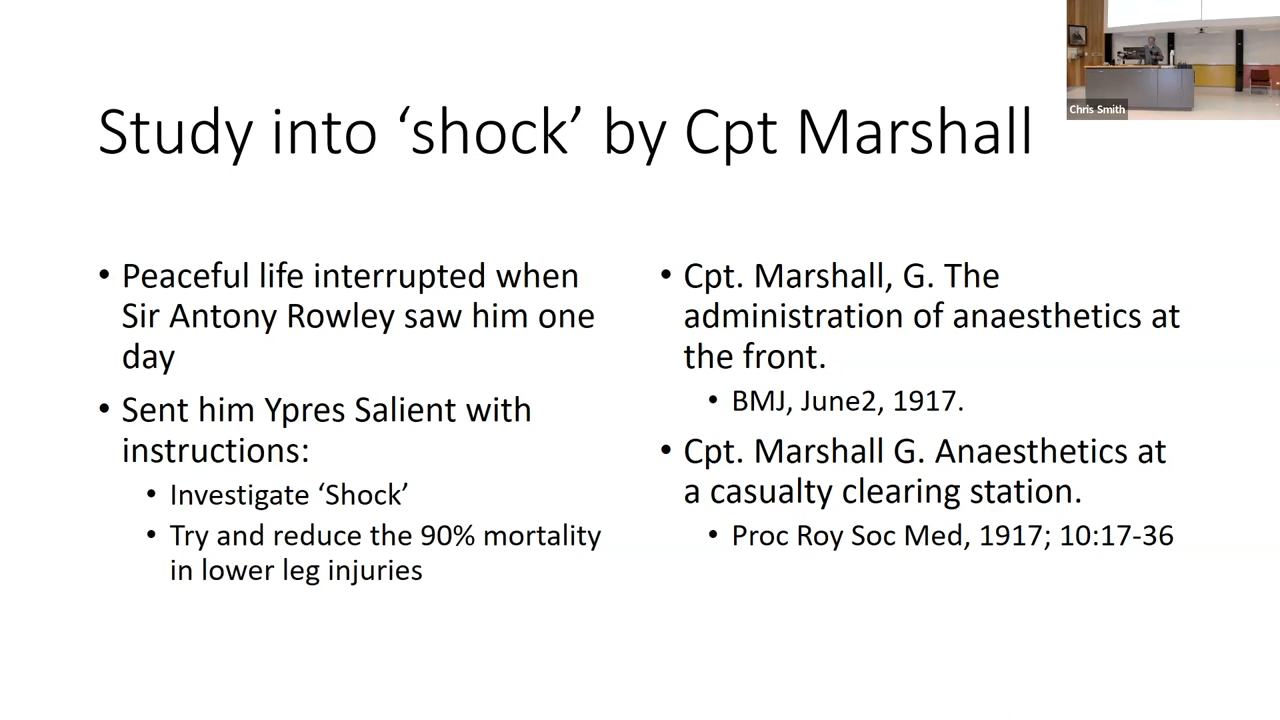 Study into ‘shock’ by Cpt Marshall
Chris Smith
• Peaceful life interrupted when
Sir Antony Rowley saw him one
day
• Sent him Ypres Salient with
instructions:
• Investigate ‘Shock’
• Try and reduce the 90% mortality
in lower leg injuries
• Cpt. Marshall, G. The
administration of anaesthetics at
the front.
• BMJ, June2, 1917.
• Cpt. Marshall G. Anaesthetics at
a casualty clearing station.
• Proc Roy Soc Med, 1917; 10:17-36